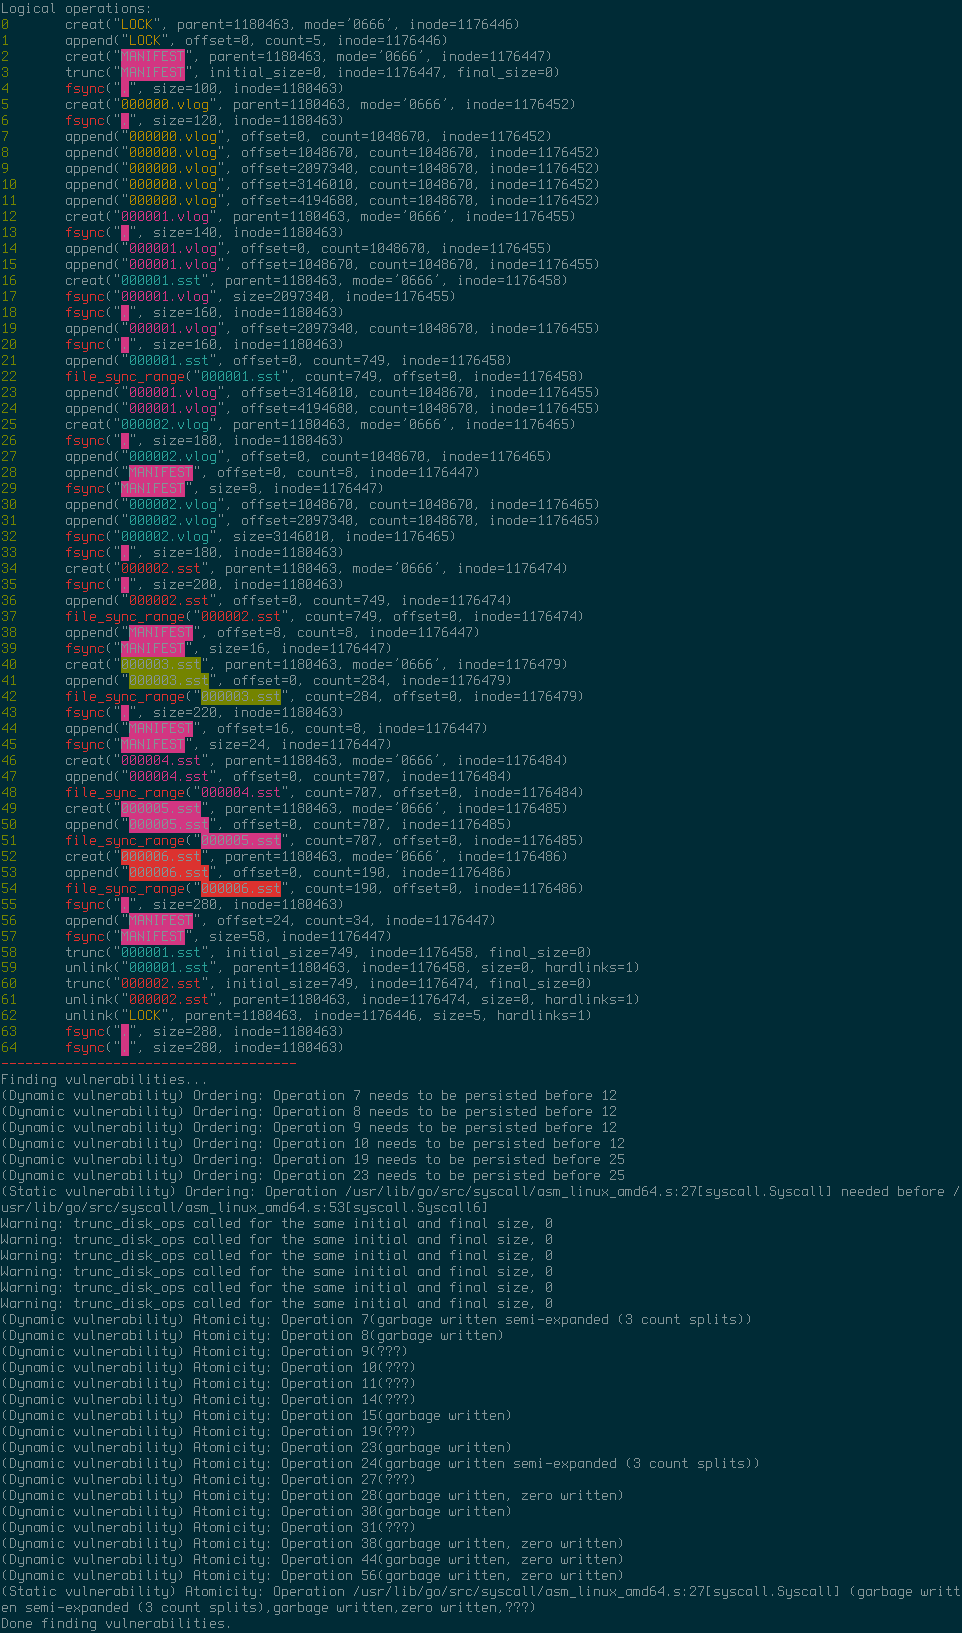 Logical operations:
0 creat("LOCK", parent=1180463, mode='0666', inode=1176446)
1 append("LOCK", offset=0, count=5, inode=1176446)
2 creat("MANIFEST", parent=1180463, mode='0666', inode=1176447)
3 trunc("MANIFEST", initial_size=0, inode=1176447, final_size=0)
4 fsync(".", size=100, inode=1180463)
5 creat("000000.vlog", parent=1180463, mode='0666', inode=1176452)
6 fsync(".", size=120, inode=1180463)
7 append("000000.vlog", offset=0, count=1048670, inode=1176452)
8 append("000000.vlog", offset=1048670, count=1048670, inode=1176452)
9 append("000000.vlog", offset=2097340, count=1048670, inode=1176452)
10 append("000000.vlog", offset=3146010, count=1048670, inode=1176452)
11 append("000000.vlog", offset=4194680, count=1048670, inode=1176452)
12 creat("000001.vlog", parent=1180463, mode='0666', inode=1176455)
13 fsync(".", size=140, inode=1180463)
14 append("000001.vlog", offset=0, count=1048670, inode=1176455)
15 append("000001.vlog", offset=1048670, count=1048670, inode=1176455)
16 creat("000001.sst", parent=1180463, mode='0666', inode=1176458)
17 fsync("000001.vlog", size=2097340, inode=1176455)
18 fsync(".", size=160, inode=1180463)
19 append("000001.vlog", offset=2097340, count=1048670, inode=1176455)
20 fsync(".", size=160, inode=1180463)
21 append("000001.sst", offset=0, count=749, inode=1176458)
22 file_sync_range("000001.sst", count=749, offset=0, inode=1176458)
23 append("000001.vlog", offset=3146010, count=1048670, inode=1176455)
24 append("000001.vlog", offset=4194680, count=1048670, inode=1176455)
25 creat("000002.vlog", parent=1180463, mode='0666', inode=1176465)
26 fsync(".", size=180, inode=1180463)
27 append("000002.vlog", offset=0, count=1048670, inode=1176465)
28 append("MANIFEST", offset=0, count=8, inode=1176447)
29 fsync("MANIFEST", size=8, inode=1176447)
30 append("000002.vlog", offset=1048670, count=1048670, inode=1176465)
31 append("000002.vlog", offset=2097340, count=1048670, inode=1176465)
32 fsync("000002.vlog", size=3146010, inode=1176465)
33 fsync(".", size=180, inode=1180463)
34 creat("000002.sst", parent=1180463, mode='0666', inode=1176474)
35 fsync(".", size=200, inode=1180463)
36 append("000002.sst", offset=0, count=749, inode=1176474)
37 file_sync_range("000002.sst", count=749, offset=0, inode=1176474)
38 append("MANIFEST", offset=8, count=8, inode=1176447)
39 fsync("MANIFEST", size=16, inode=1176447)
40 creat("000003.sst", parent=1180463, mode='0666', inode=1176479)
41 append("000003.sst", offset=0, count=284, inode=1176479)
42 file_sync_range("000003.sst", count=284, offset=0, inode=1176479)
43 fsync(".", size=220, inode=1180463)
44 append("MANIFEST", offset=16, count=8, inode=1176447)
45 fsync("MANIFEST", size=24, inode=1176447)
46 creat("000004.sst", parent=1180463, mode='0666', inode=1176484)
47 append("000004.sst", offset=0, count=707, inode=1176484)
48 file_sync_range("000004.sst", count=707, offset=0, inode=1176484)
49 creat("000005.sst", parent=1180463, mode='0666', inode=1176485)
50 append("000005.sst", offset=0, count=707, inode=1176485)
51 file_sync_range("000005.sst", count=707, offset=0, inode=1176485)
52 creat("000006.sst", parent=1180463, mode='0666', inode=1176486)
53 append("000006.sst", offset=0, count=190, inode=1176486)
54 file_sync_range("000006.sst", count=190, offset=0, inode=1176486)
55 fsync(".", size=280, inode=1180463)
56 append("MANIFEST", offset=24, count=34, inode=1176447)
57 fsync("MANIFEST", size=58, inode=1176447)
58 trunc("000001.sst", initial_size=749, inode=1176458, final_size=0)
59 unlink("000001.sst", parent=1180463, inode=1176458, size=0, hardlinks=1)
60 trunc("000002.sst", initial_size=749, inode=1176474, final_size=0)
61 unlink("000002.sst", parent=1180463, inode=1176474, size=0, hardlinks=1)
62 unlink("LOCK", parent=1180463, inode=1176446, size=5, hardlinks=1)
63 fsync(".", size=280, inode=1180463)
64 fsync(".", size=280, inode=1180463)
-------------------------------------
Finding vulnerabilities...
(Dynamic vulnerability) Ordering: Operation 7 needs to be persisted before 12
(Dynamic vulnerability) Ordering: Operation 8 needs to be persisted before 12
(Dynamic vulnerability) Ordering: Operation 9 needs to be persisted before 12
(Dynamic vulnerability) Ordering: Operation 10 needs to be persisted before 12
(Dynamic vulnerability) Ordering: Operation 19 needs to be persisted before 25
(Dynamic vulnerability) Ordering: Operation 23 needs to be persisted before 25
(Static vulnerability) Ordering: Operation /usr/lib/go/src/syscall/asm_linux_amd64.s:27[syscall.Syscall] needed before /
usr/lib/go/src/syscall/asm_linux_amd64.s:53[syscall.Syscall6]
Warning: trunc_disk_ops called for the same initial and final size, 0
Warning: trunc_disk_ops called for the same initial and final size, 0
Warning: trunc_disk_ops called for the same initial and final size, 0
Warning: trunc_disk_ops called for the same initial and final size, 0
Warning: trunc_disk_ops called for the same initial and final size, 0
Warning: trunc_disk_ops called for the same initial and final size, 0
(Dynamic vulnerability) Atomicity: Operation 7(garbage written semi-expanded (3 count splits))
(Dynamic vulnerability) Atomicity: Operation 8(garbage written)
(Dynamic vulnerability) Atomicity: Operation 9(???)
(Dynamic vulnerability) Atomicity: Operation 10(???)
(Dynamic vulnerability) Atomicity: Operation 11(???)
(Dynamic vulnerability) Atomicity: Operation 14(???)
(Dynamic vulnerability) Atomicity: Operation 15(garbage written)
(Dynamic vulnerability) Atomicity: Operation 19(???)
(Dynamic vulnerability) Atomicity: Operation 23(garbage written)
(Dynamic vulnerability) Atomicity: Operation 24(garbage written semi-expanded (3 count splits))
(Dynamic vulnerability) Atomicity: Operation 27(???)
(Dynamic vulnerability) Atomicity: Operation 28(garbage written, zero written)
(Dynamic vulnerability) Atomicity: Operation 30(garbage written)
(Dynamic vulnerability) Atomicity: Operation 31(???)
(Dynamic vulnerability) Atomicity: Operation 38(garbage written, zero written)
(Dynamic vulnerability) Atomicity: Operation 44(garbage written, zero written)
(Dynamic vulnerability) Atomicity: Operation 56(garbage written, zero written)
(Static vulnerability) Atomicity: Operation /usr/lib/go/src/syscall/asm_linux_amd64.s:27[syscall.Syscall] (garbage writt
en semi-expanded (3 count splits),garbage written,zero written,???)
Done finding vulnerabilities.